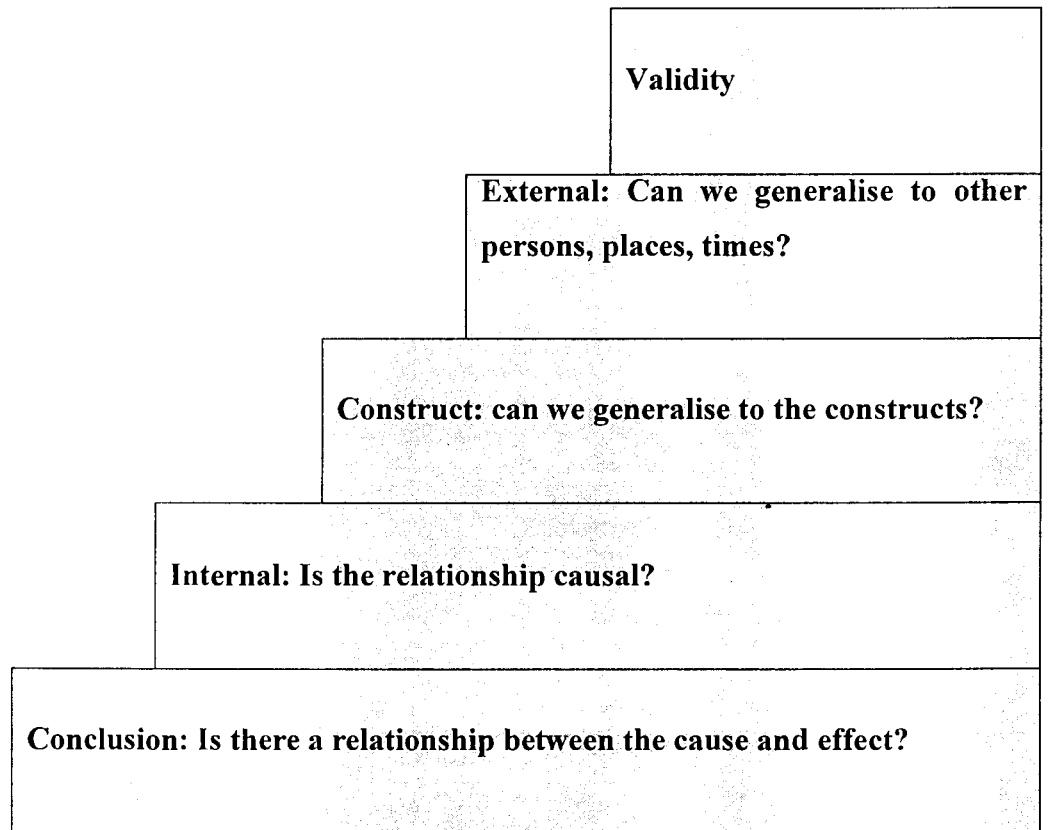 Validity
External: Can we generalise to other
persons, places, times?
Construct: can we generalise to the constructs?
Internal: Is the relationship causal?
Conclusion: Is there a relationship between the cause and effect?